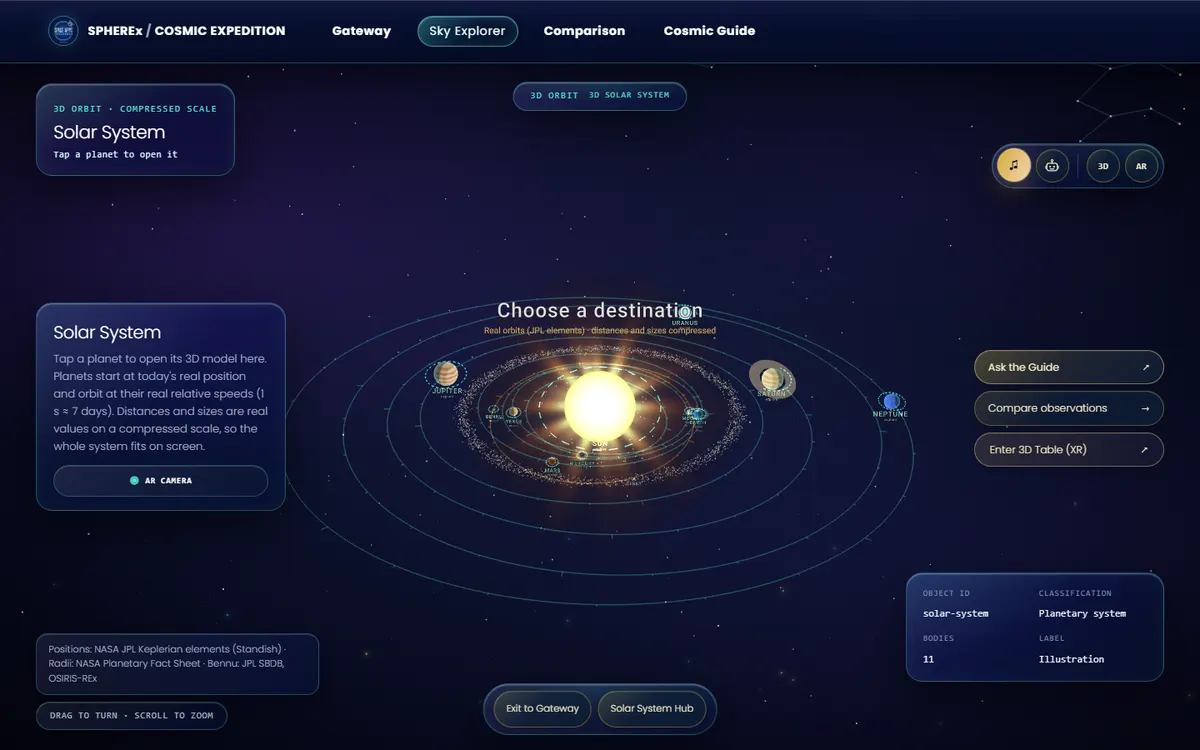 SPHEREx / COSMIC EXPEDITION
Gateway
Sky Explorer
Comparison
Cosmic Guide
3D ORBIT · COMPRESSED SCALE
Solar System
Tap a planet to open it
3D ORBIT 3D SOLAR SYSTEM
3D
AR
Choose a destination
Real orbits (JPL elements) · distances and sizes compressed
URANUS
JUPITER
SATURN
NEPTUNE
SUN
MARS
Solar System
Tap a planet to open its 3D model here.
Planets start at today's real position
and orbit at their real relative speeds (1
s ≈ 7 days). Distances and sizes are real
values on a compressed scale, so the
whole system fits on screen.
AR CAMERA
Ask the Guide ↗
Compare observations →
Enter 3D Table (XR) ↗
OBJECT ID
solar-system
CLASSIFICATION
Planetary system
BODIES
11
LABEL
Illustration
Positions: NASA JPL Keplerian elements (Standish) ·
Radii: NASA Planetary Fact Sheet · Bennu: JPL SBDB,
OSIRIS-REx
DRAG TO TURN · SCROLL TO ZOOM
Exit to Gateway
Solar System Hub